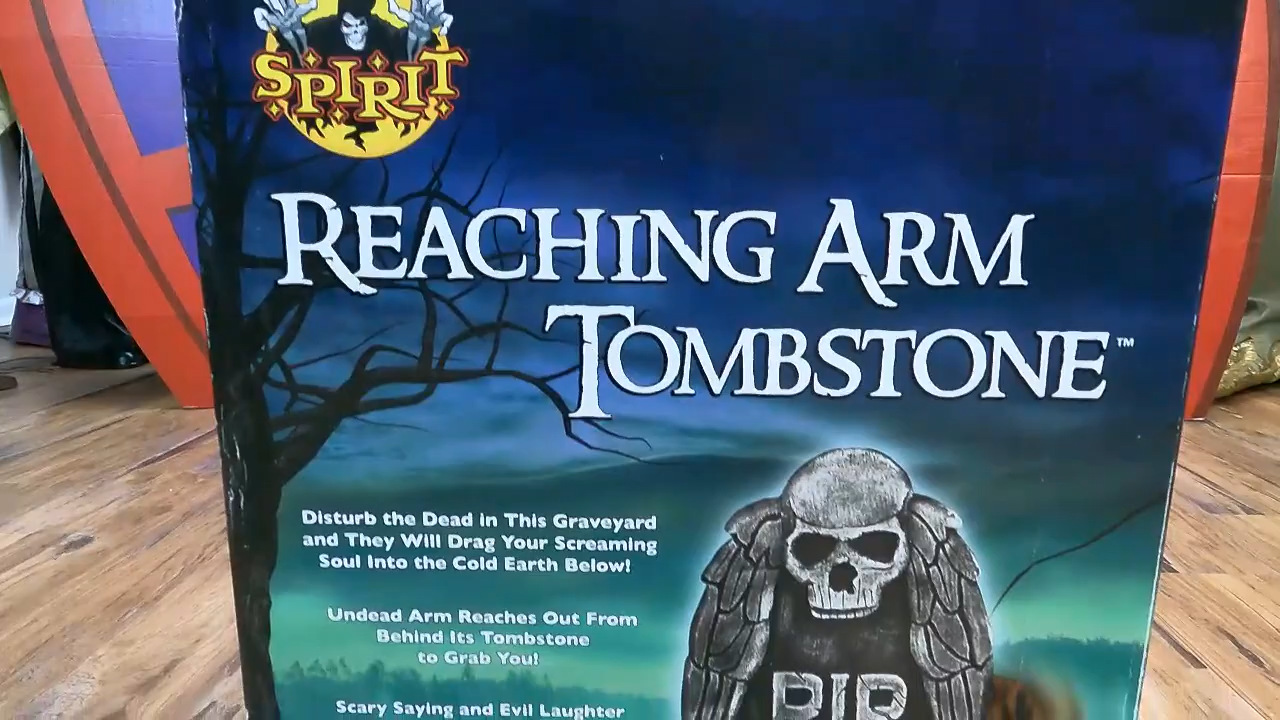 SPIRIT
REACHING ARM
TOMBSTONE™
Disturb the Dead in This Graveyard
and They Will Drag Your Screaming
Soul Into the Cold Earth Below!
Undead Arm Reaches Out From
Behind Its Tombstone
to Grab You!
Scary Saying and Evil Laughter
RIP